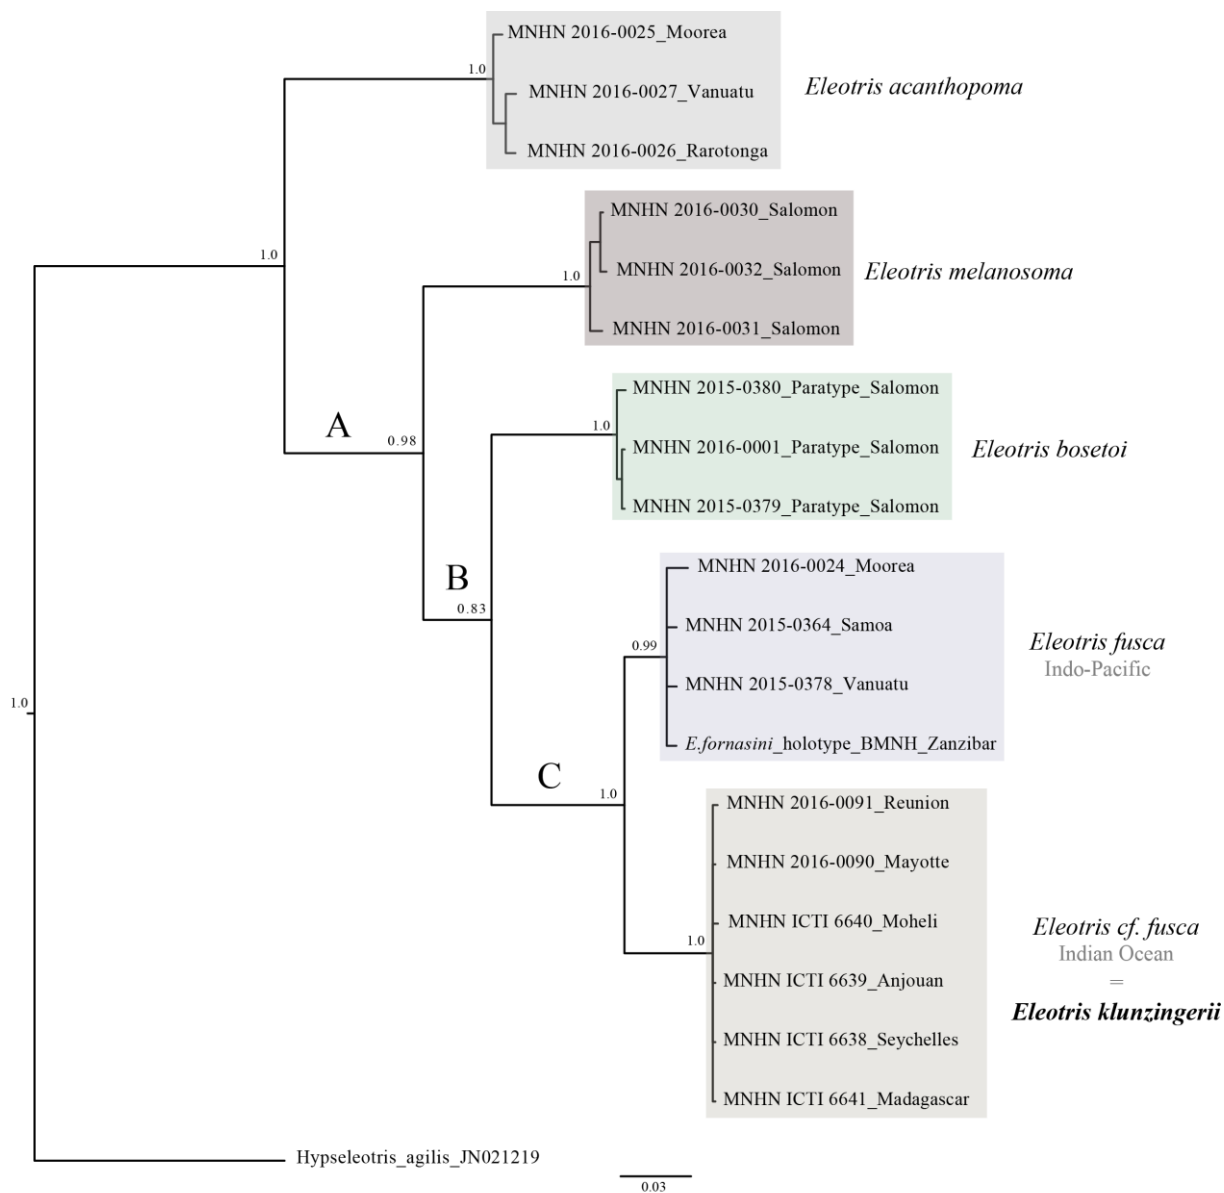 MNHN 2016-0025_Moorea
1.0
MNHN 2016-0027_Vanuatu
Eleotris acanthopoma
MNHN 2016-0026_Rarotonga
MNHN 2016-0030_Salomon
1.0
MNHN 2016-0032_Salomon
1.0
Eleotris melanosoma
MNHN 2016-0031_Salomon
MNHN 2015-0380_Paratype_Salomon
A
0.98
1.0
MNHN 2016-0001_Paratype_Salomon
Eleotris bosetoi
MNHN 2015-0379_Paratype_Salomon
MNHN 2016-0024_Moorea
B
0.83
MNHN 2015-0364_Samoa
0.99
Eleotris fusca
Indo-Pacific
MNHN 2015-0378_Vanuatu
1.0
E.fornasini_holotype_BMNH_Zanzibar
C
1.0
MNHN 2016-0091_Reunion
MNHN 2016-0090_Mayotte
MNHN ICTI 6640_Moheli
1.0
Eleotris cf. fusca
Indian Ocean
=
Eleotris klunzingerii
MNHN ICTI 6639_Anjouan
MNHN ICTI 6638_Seychelles
MNHN ICTI 6641_Madagascar
Hypseleotris_agilis_JN021219
0.03